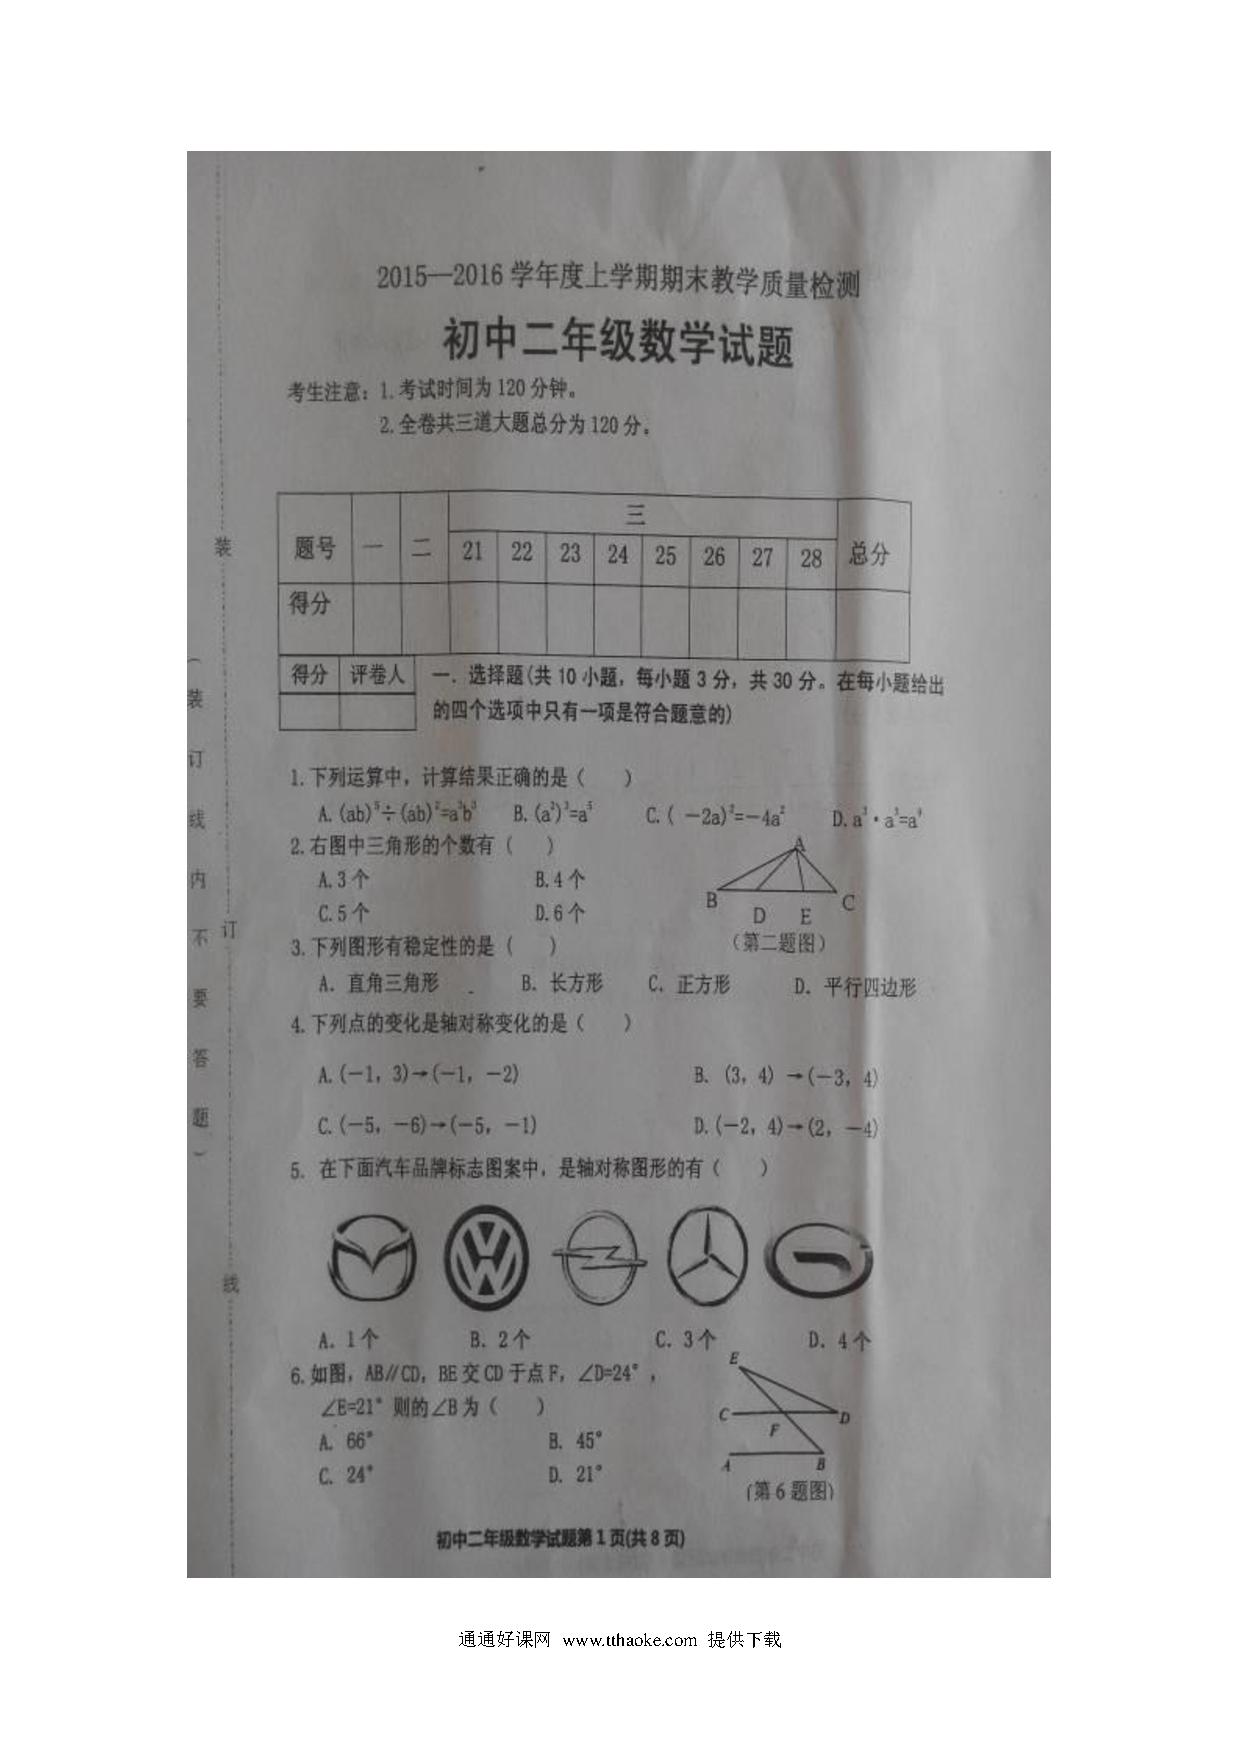 2015—2016 学年度上学期期末教学质量检测
初中二年级数学试题
考生注意：1.考试时间为120分钟。
2.全卷共三道大题总分为120分。
题号 一 二 三 总分
21 22 23 24 25 26 27 28
得分
得分 评卷人
一．选择题(共10小题，每小题3分，共30分。在每小题给出
的四个选项中只有一项是符合题意的)
1.下列运算中，计算结果正确的是（ ）
A.(ab)⁵÷(ab)²=a³b³ B.(a²)³=a⁵ C.(－2a)²=－4a² D.a³·a³=a⁹
2.右图中三角形的个数有（ ）
A.3个 B.4个
C.5个 D.6个
A
B D E C
（第二题图）
3.下列图形有稳定性的是（ ）
A. 直角三角形 B. 长方形 C. 正方形 D. 平行四边形
4.下列点的变化是轴对称变化的是（ ）
A.(－1，3)→(－1，－2) B. (3，4) →(－3，4)
C.(－5，－6)→(－5，－1) D.(－2，4)→(2，－4)
5. 在下面汽车品牌标志图案中，是轴对称图形的有（ ）
A. 1个 B. 2个 C. 3个 D. 4个
6.如图，AB∥CD，BE交CD于点F，∠D=24°，
∠E=21° 则的∠B为（ ）
A. 66° B. 45°
C. 24° D. 21°
E
C F D
A B
(第6题图)
初中二年级数学试题第1页(共8页)
装
订
线
（装订线内不要答题）
通通好课网 www.tthaoke.com 提供下载